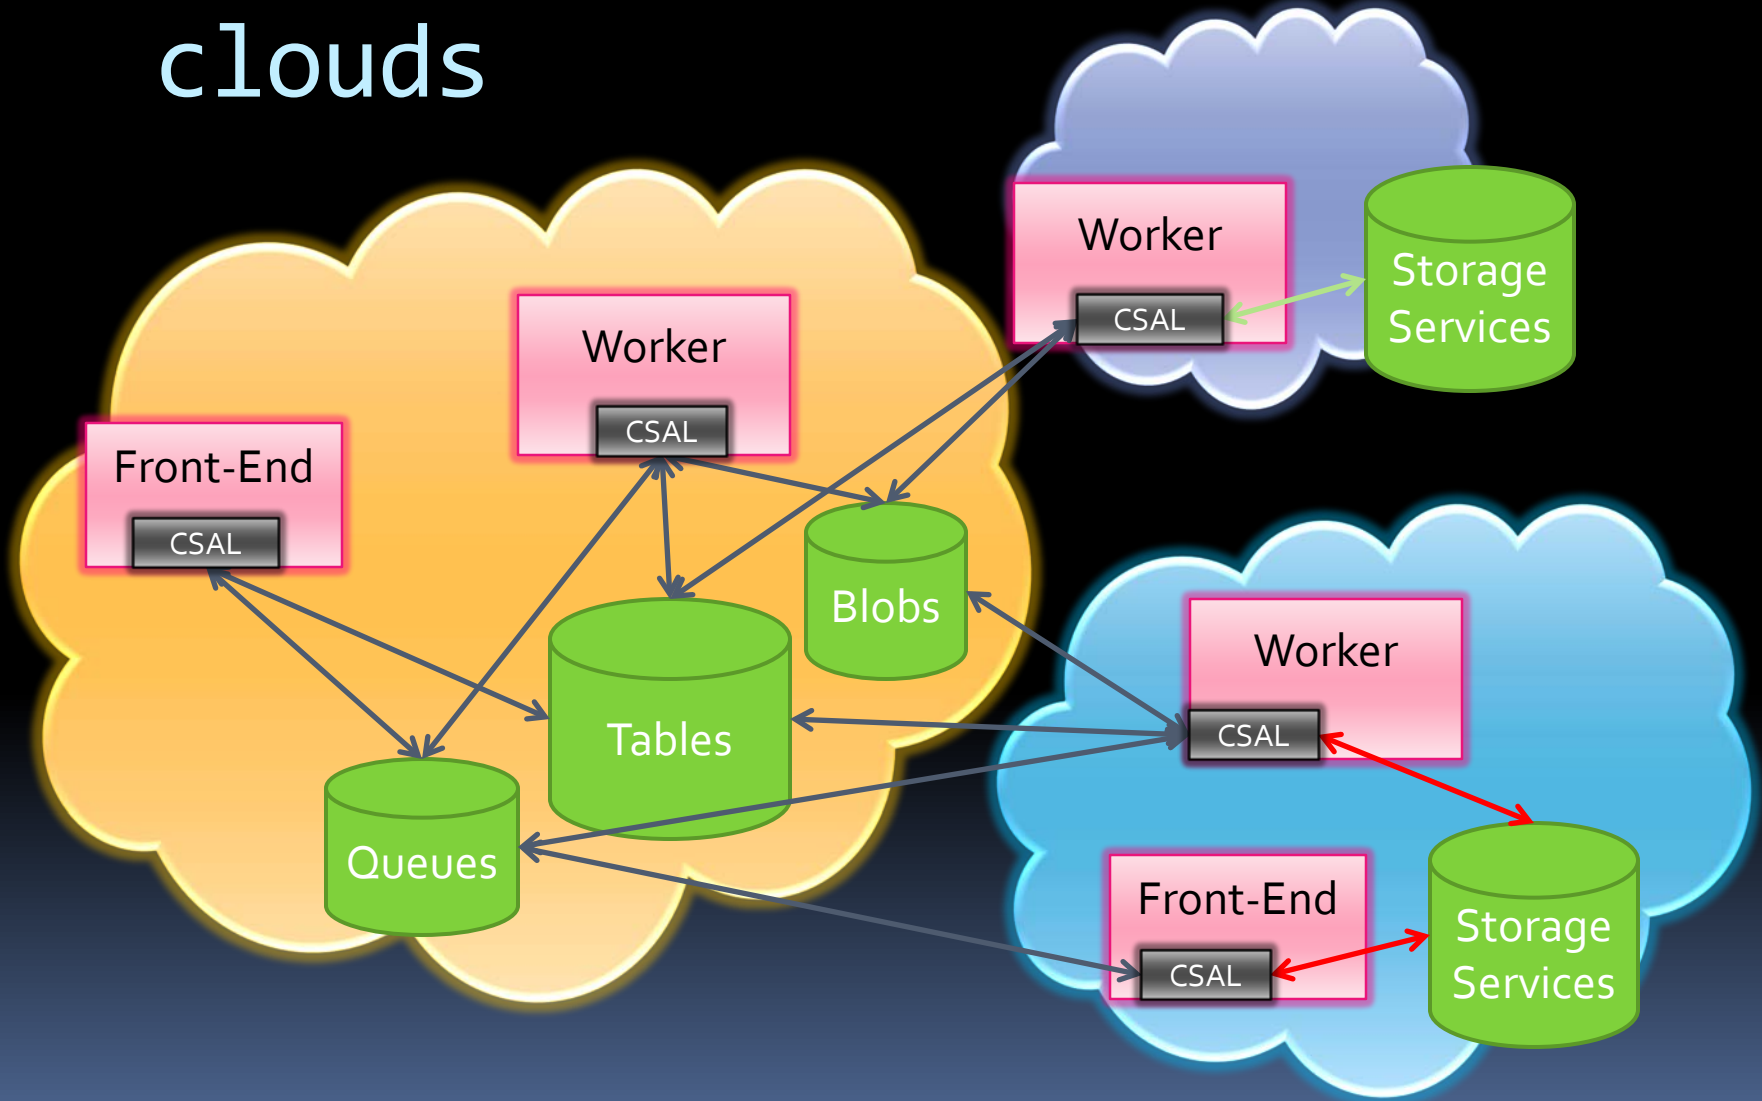 clouds
Worker
CSAL
Storage
Services
Worker
CSAL
Front-End
CSAL
Blobs
Tables
Queues
Worker
CSAL
Front-End
CSAL
Storage
Services